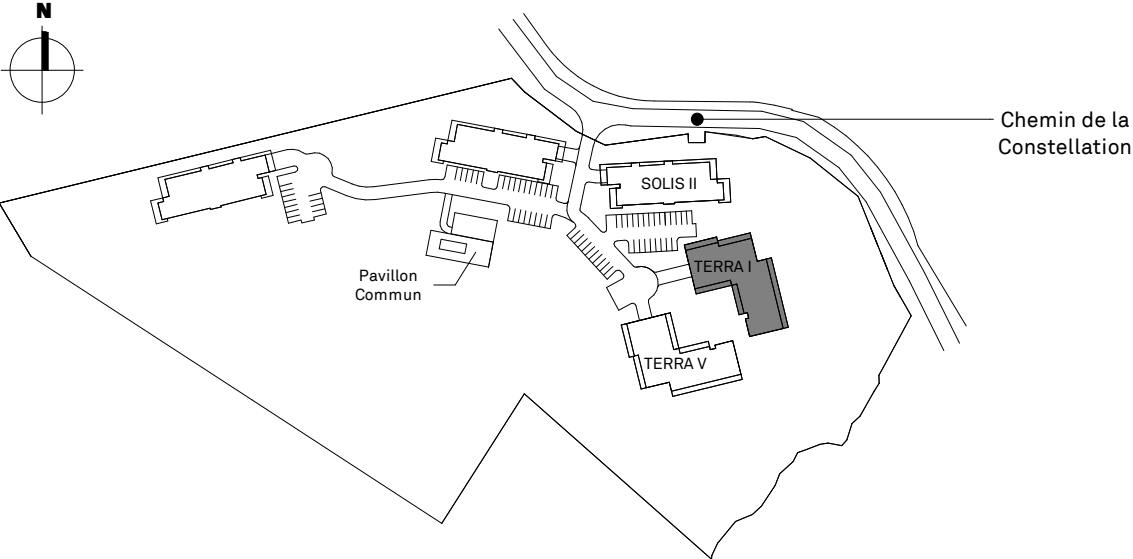 N
Chemin de la
Constellation
SOLIS II
TERRA I
Pavillon
Commun
TERRA V